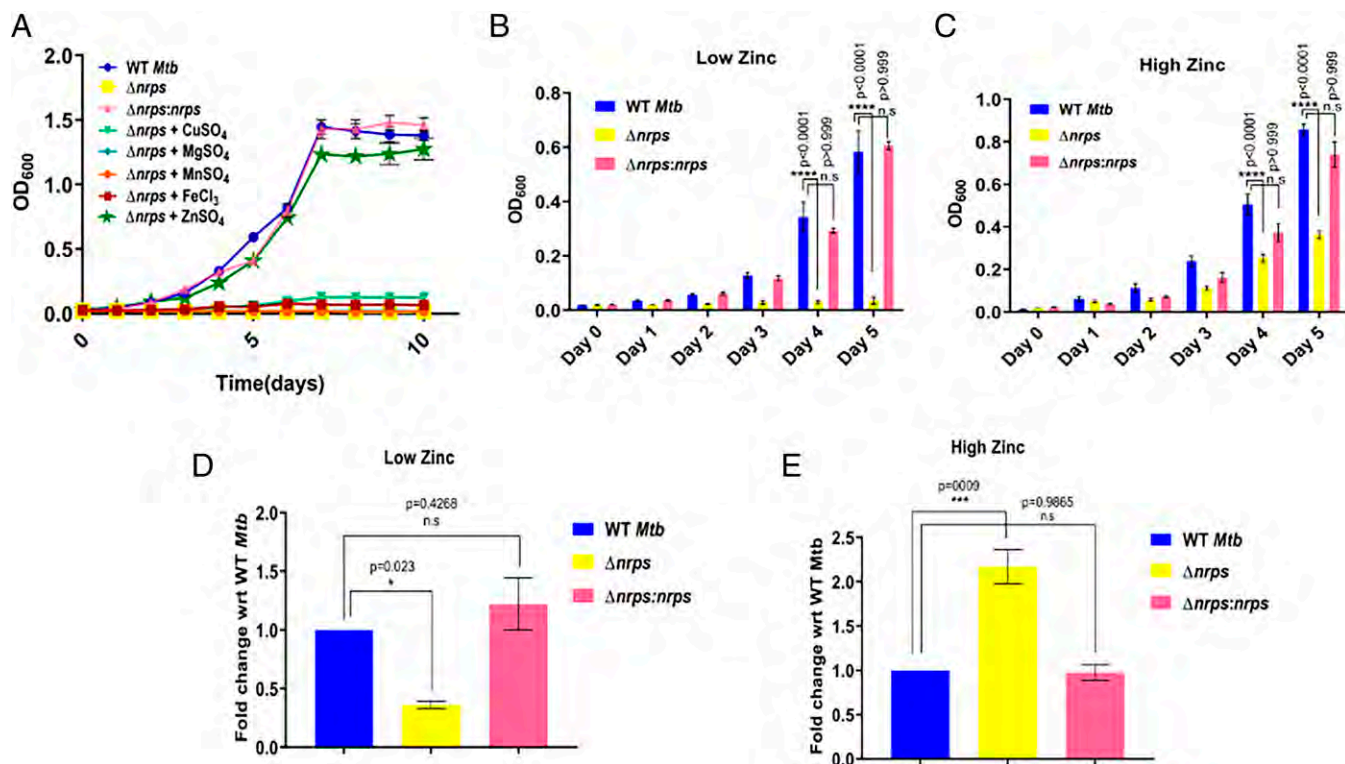 A
2.0
1.5
1.0
0.5
0.0
OD600
0
5
10
Time(days)
WT Mtb
Δnrps
Δnrps:nrps
Δnrps + CuSO4
Δnrps + MgSO4
Δnrps + MnSO4
Δnrps + FeCl3
Δnrps + ZnSO4
B
Low Zinc
0.8
0.6
0.4
0.2
0.0
OD600
WT Mtb
Δnrps
Δnrps:nrps
p<0.0001
p>0.999
****
n.s
p<0.0001
p>0.999
****
n.s
Day 0
Day 1
Day 2
Day 3
Day 4
Day 5
C
High Zinc
1.0
0.8
0.6
0.4
0.2
0.0
OD600
WT Mtb
Δnrps
Δnrps:nrps
p<0.0001
p>0.999
****
n.s
p<0.0001
p>0.999
****
n.s
Day 0
Day 1
Day 2
Day 3
Day 4
Day 5
D
Low Zinc
p=0.4268
n.s
p=0.023
*
2.0
1.5
1.0
0.5
0.0
Fold change wrt WT Mtb
WT Mtb
Δnrps
Δnrps:nrps
E
High Zinc
p=0009
***
p=0.9865
ns
2.5
2.0
1.5
1.0
0.5
0.0
Fold change wrt WT Mtb
WT Mtb
Δnrps
Δnrps:nrps